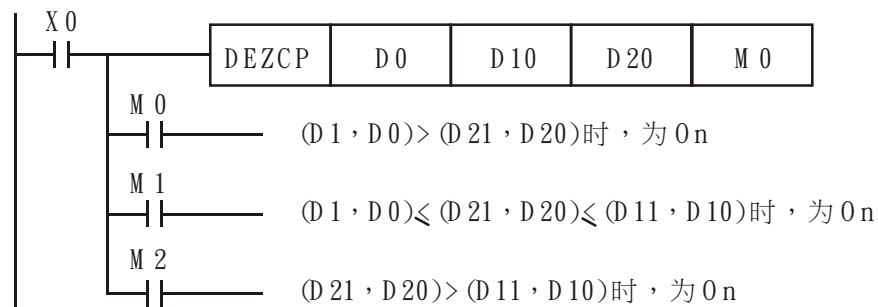 X0
DEZCP D0 D10 D20 M0
M0
(D1，D0)>(D21，D20)时，为On
M1
(D1，D0)≤(D21，D20)≤(D11，D10)时，为On
M2
(D21，D20)>(D11，D10)时，为On